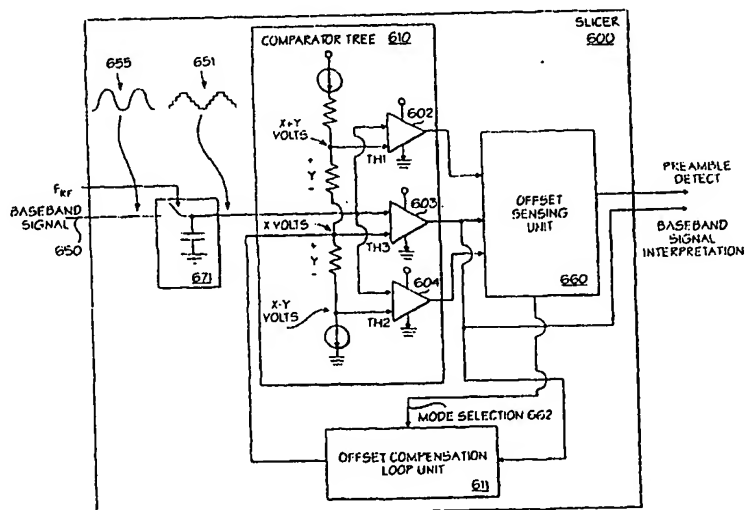 SLICER
600
COMPARATOR TREE 610
655
651
602
X+Y
VOLTS
TH1
+
Y
-
F_RF
BASEBAND
SIGNAL
650
671
X VOLTS
603
TH3
+
Y
-
604
X-Y
VOLTS
TH2
OFFSET
SENSING
UNIT
660
PREAMBLE
DETECT
BASEBAND
SIGNAL
INTERPRETATION
MODE SELECTION 662
OFFSET COMPENSATION
LOOP UNIT
611